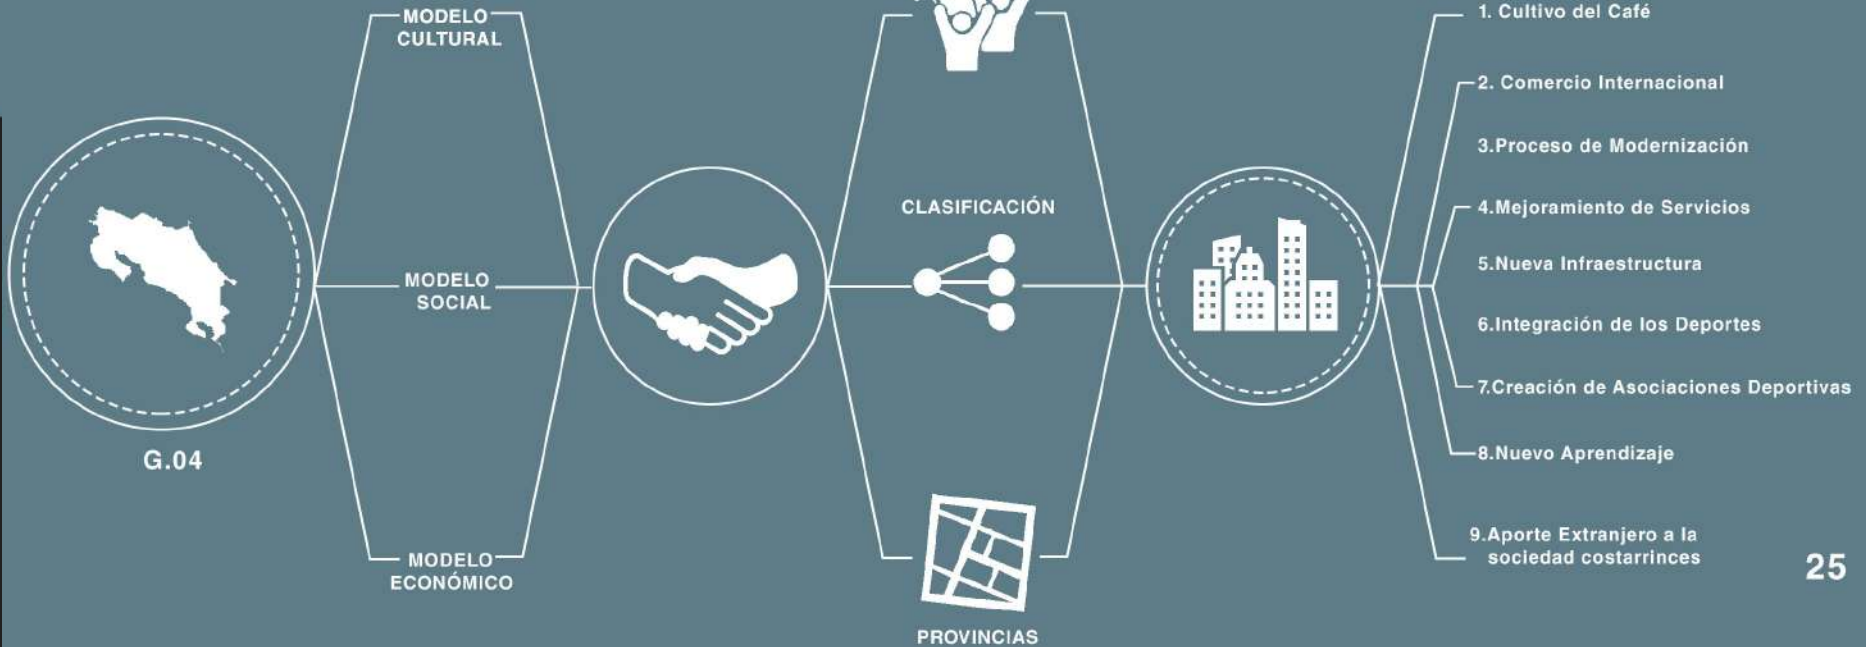 MODELO
CULTURAL
1. Cultivo del Café
2. Comercio Internacional
3.Proceso de Modernización
CLASIFICACIÓN
4.Mejoramiento de Servicios
5.Nueva Infraestructura
MODELO
SOCIAL
6.Integración de los Deportes
7.Creación de Asociaciones Deportivas
G.04
8.Nuevo Aprendizaje
MODELO
ECONÓMICO
9.Aporte Extranjero a la
sociedad costarrinces
25
PROVINCIAS